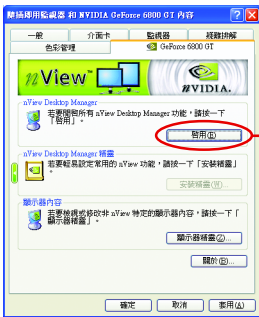 隨插即用監視器 和 NVIDIA GeForce 6800 GT 內容
一般 介面卡 監視器 疑難排解
色彩管理 GeForce 6800 GT
nView™
nVIDIA.
nView Desktop Manager
若要開啟所有 nView Desktop Manager 功能，請按一下
「啟用」。
啟用(E)
nView Desktop Manager 精靈
若要輕易設定常用的 nView 功能，請按一下「安裝精靈」
。
安裝精靈(W)...
顯示器內容
若要檢視或修改非 nView 特定的顯示器內容，請按一下「
顯示器精靈」。
顯示器精靈(Z)...
關於(B)...
確定 取消 套用(A)